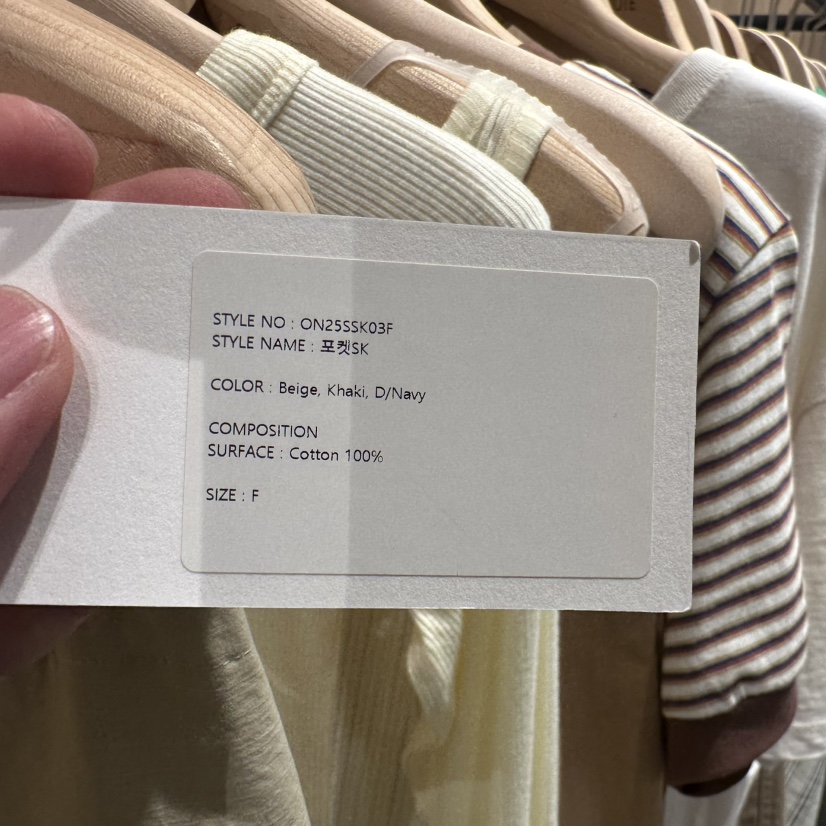 STYLE NO : ON25SSK03F
STYLE NAME : 포켓SK
COLOR : Beige, Khaki, D/Navy
COMPOSITION
SURFACE : Cotton 100%
SIZE : F